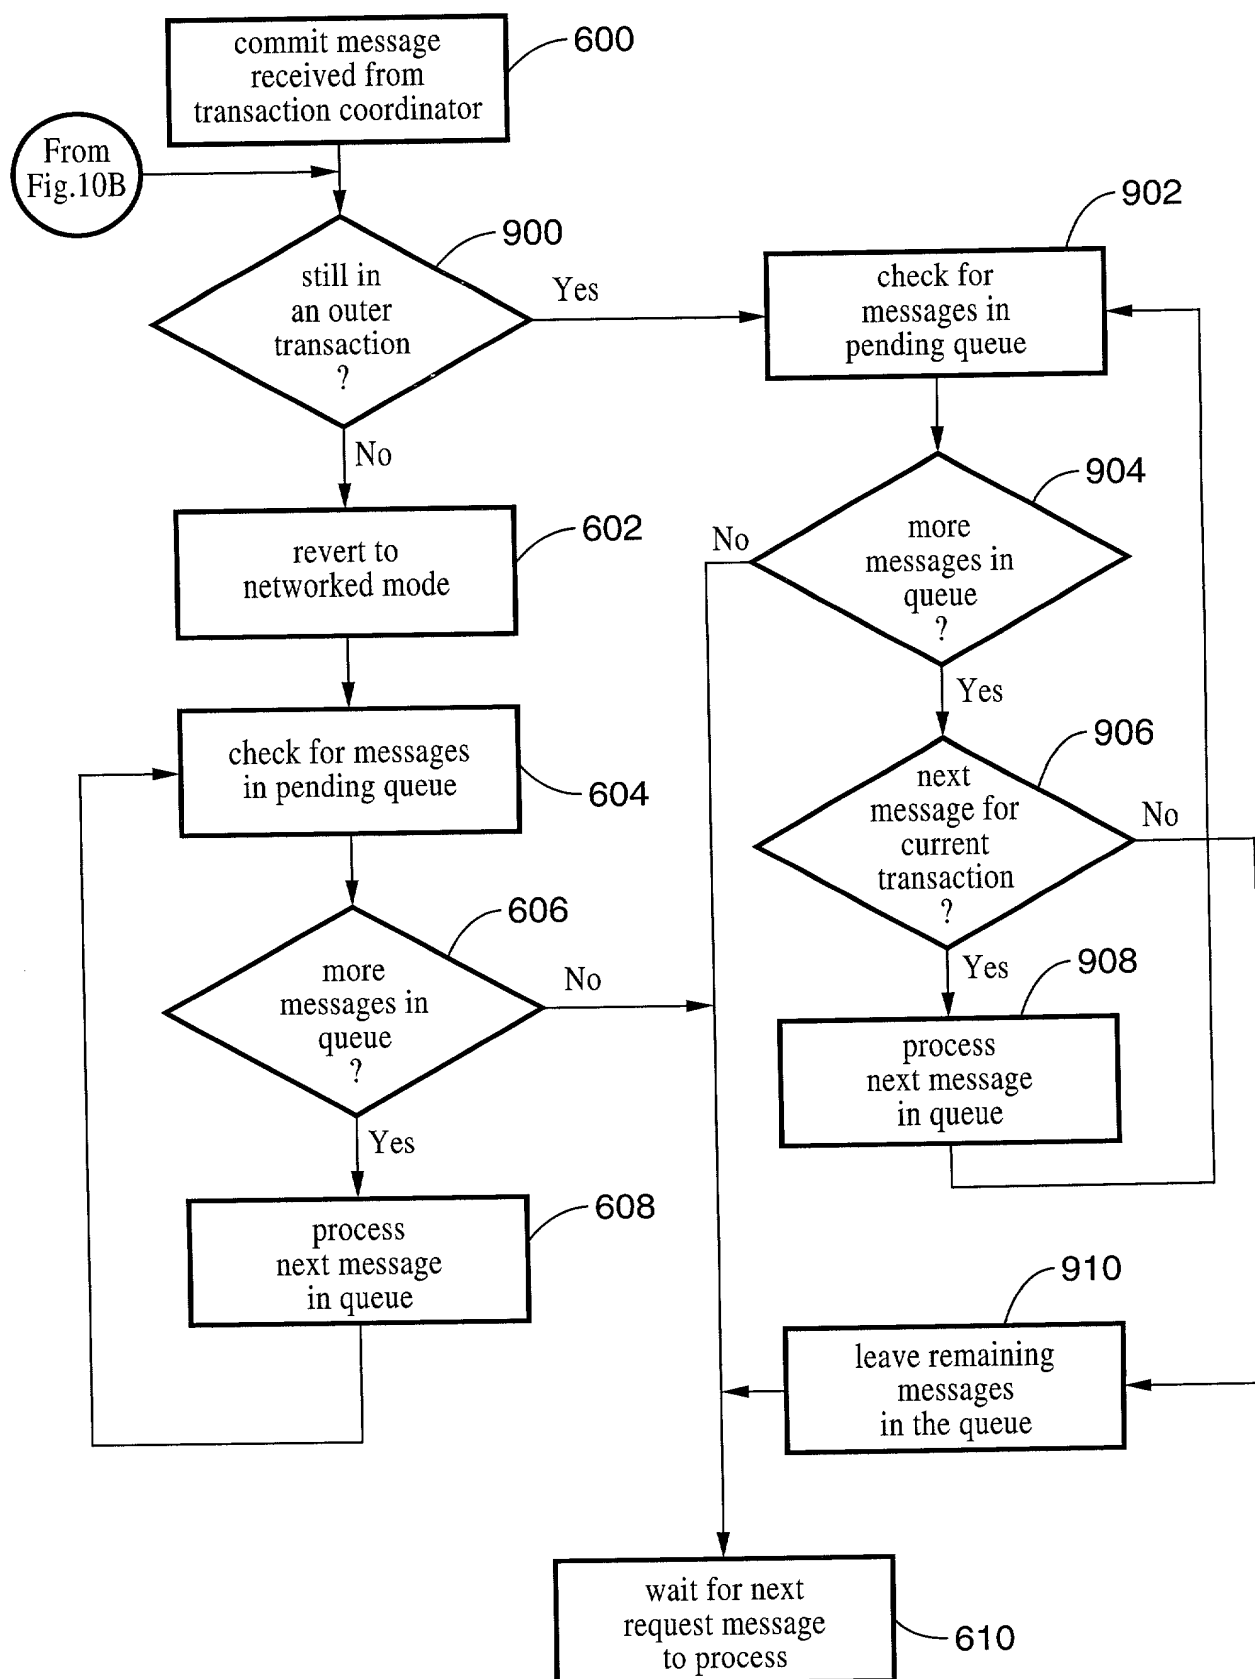 commit message
received from
transaction coordinator
600
From
Fig.10B
still in
an outer
transaction
?
900
Yes
No
check for
messages in
pending queue
902
revert to
networked mode
602
more
messages in
queue
?
904
No
Yes
check for messages
in pending queue
604
next
message for
current
transaction
?
906
No
Yes
more
messages in
queue
?
606
No
Yes
process
next message
in queue
908
process
next message
in queue
608
leave remaining
messages
in the queue
910
wait for next
request message
to process
610